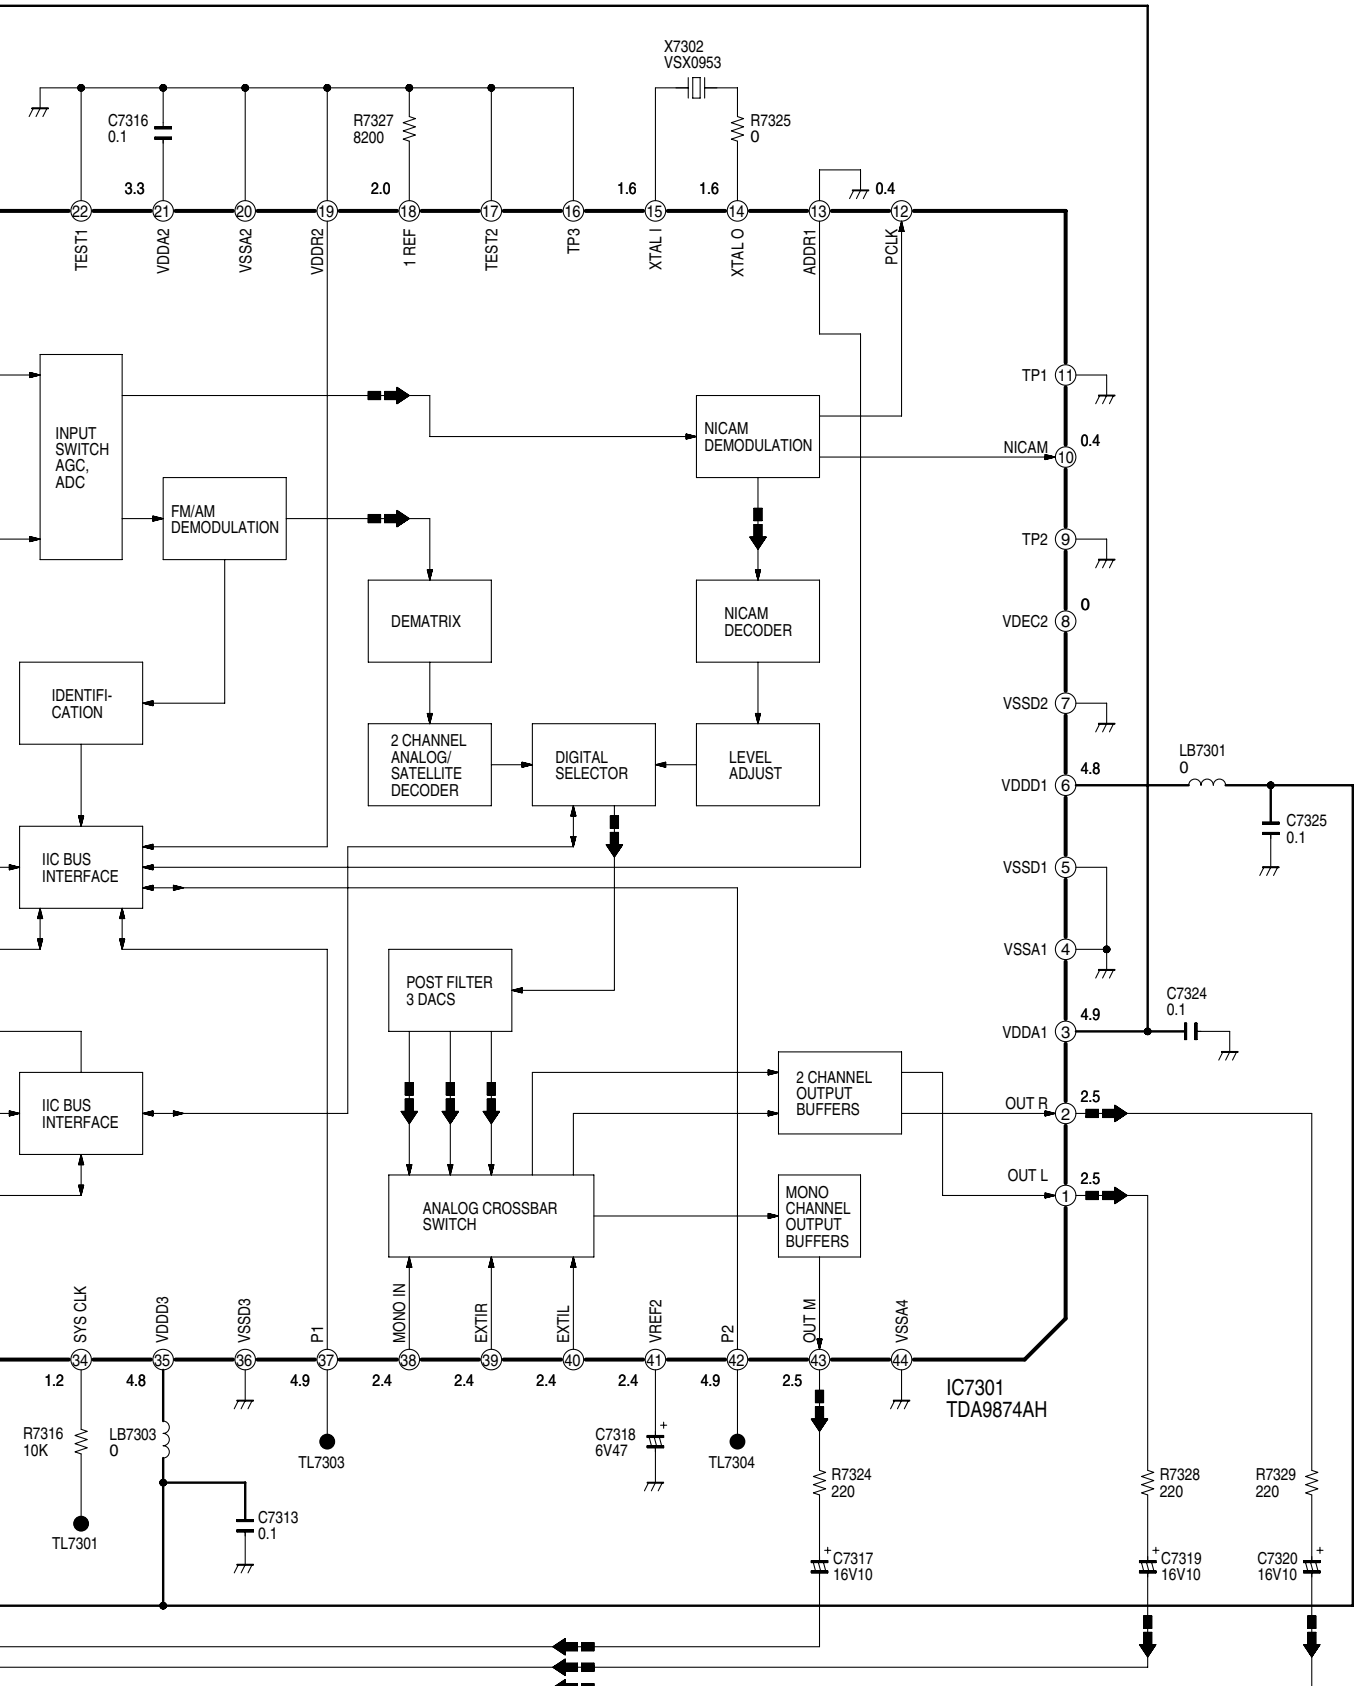 X7302
VSX0953
C7316
0.1
R7327
8200
R7325
0
3.3
2.0
1.6
1.6
0.4
22
21
20
19
18
17
16
15
14
13
12
TEST1
VDDA2
VSSA2
VDDR2
1 REF
TEST2
TP3
XTAL I
XTAL O
ADDR1
PCLK
TP1
11
INPUT
SWITCH
AGC,
ADC
NICAM
DEMODULATION
NICAM
10
0.4
FM/AM
DEMODULATION
TP2
9
DEMATRIX
NICAM
DECODER
VDEC2
8
0
IDENTIFI-
CATION
VSSD2
7
2 CHANNEL
ANALOG/
SATELLITE
DECODER
DIGITAL
SELECTOR
LEVEL
ADJUST
VDDD1
6
4.8
LB7301
0
C7325
0.1
IIC BUS
INTERFACE
VSSD1
5
VSSA1
4
POST FILTER
3 DACS
C7324
0.1
VDDA1
3
4.9
IIC BUS
INTERFACE
2 CHANNEL
OUTPUT
BUFFERS
OUT R
2
2.5
ANALOG CROSSBAR
SWITCH
MONO
CHANNEL
OUTPUT
BUFFERS
OUT L
1
2.5
SYS CLK
VDDD3
VSSD3
P1
MONO IN
EXTIR
EXTIL
VREF2
P2
OUT M
VSSA4
34
35
36
37
38
39
40
41
42
43
44
1.2
4.8
4.9
2.4
2.4
2.4
2.4
4.9
2.5
IC7301
TDA9874AH
R7316
10K
LB7303
0
TL7303
C7318
6V47
+
TL7304
R7324
220
R7328
220
R7329
220
TL7301
C7313
0.1
+
C7317
16V10
+
C7319
16V10
C7320
16V10
+